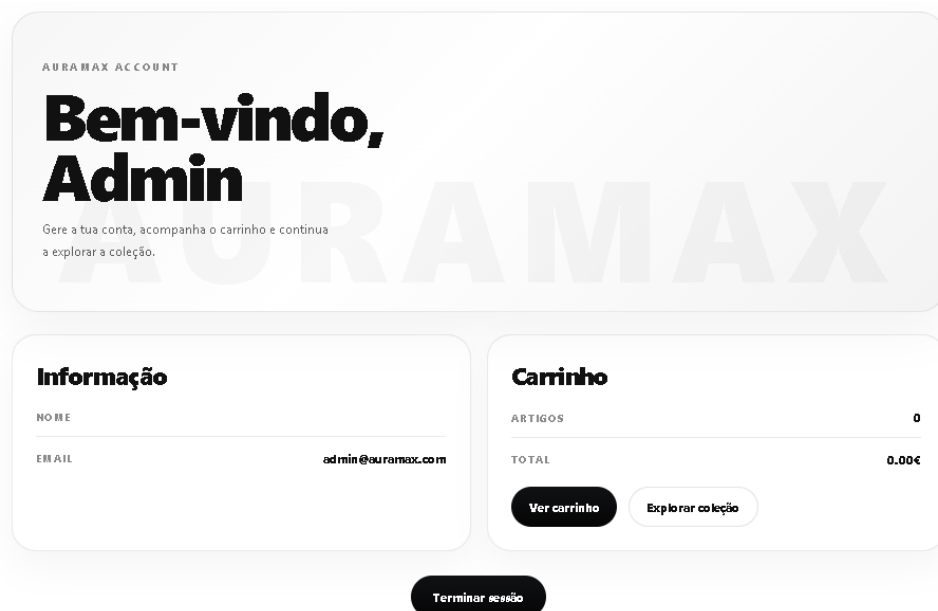 AURAMAX ACCOUNT
Bem-vindo,
Admin
AURAMAX
Gere a tua conta, acompanha o carrinho e continua
a explorar a coleção.
Informação
NOME
EMAIL admin@auramax.com
Carrinho
ARTIGOS 0
TOTAL 0.00€
Ver carrinho Explorar coleção
Terminar sessão